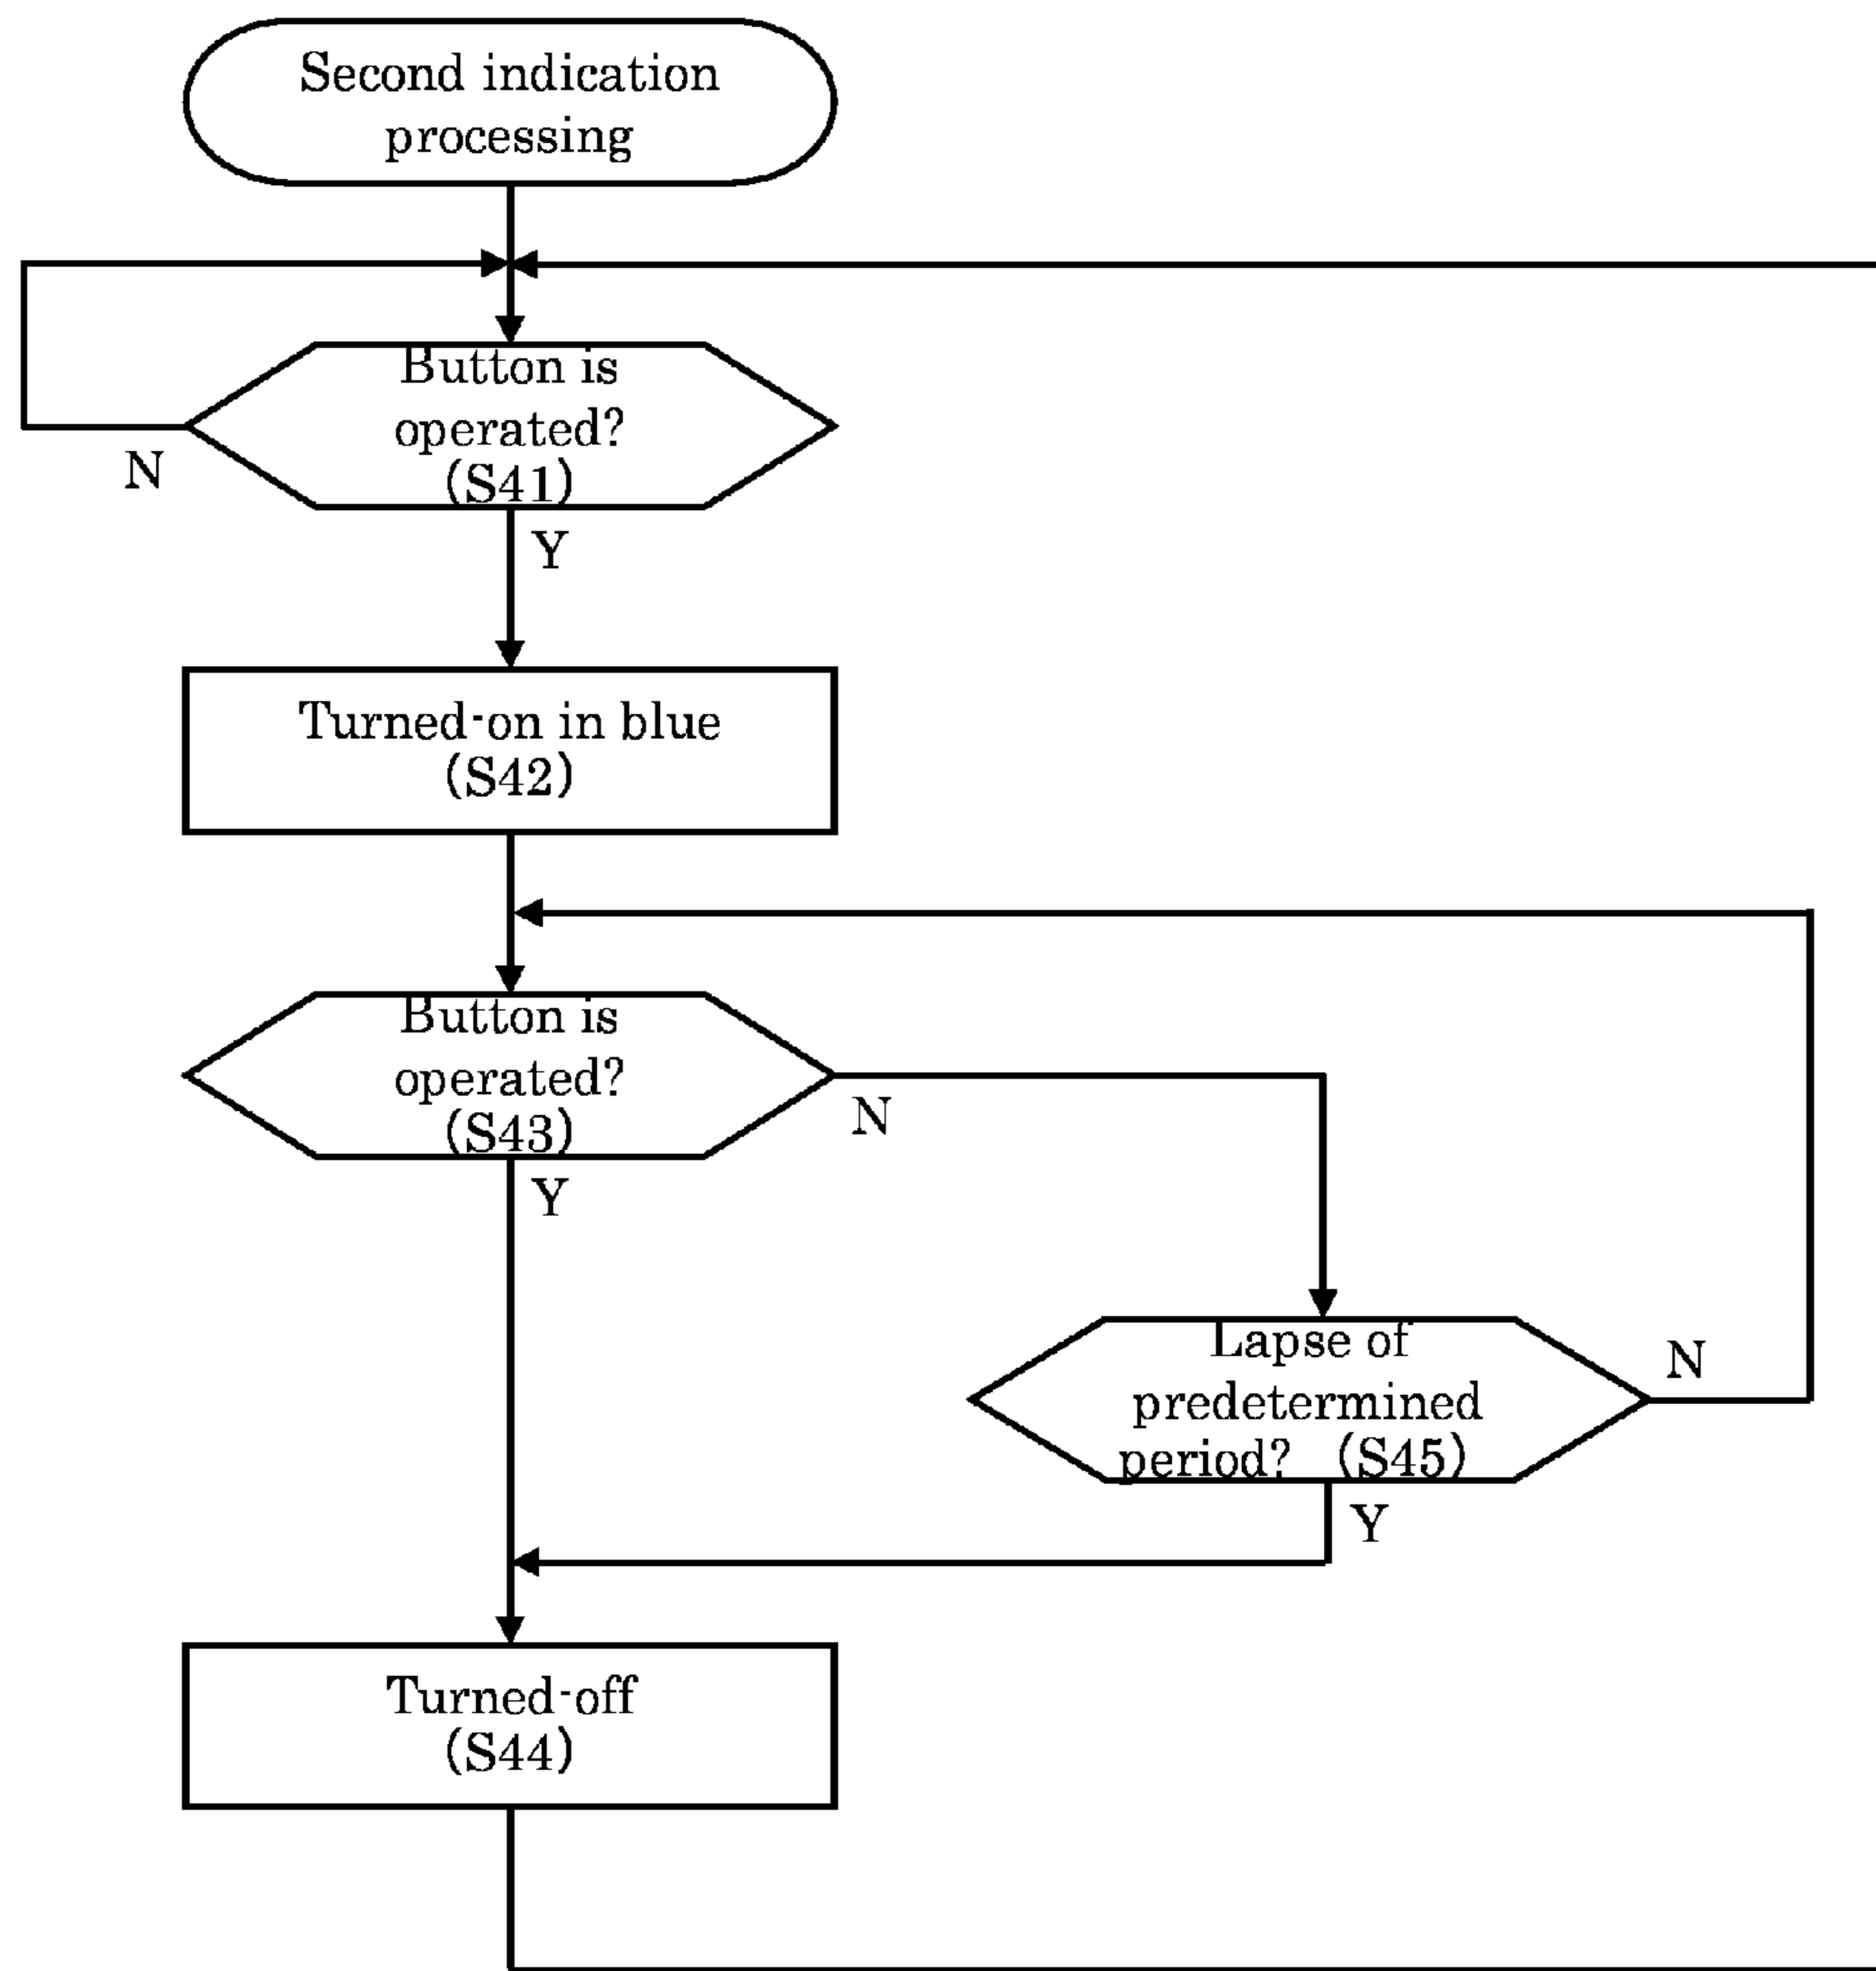 Second indication
processing
Button is
operated?
(S41)
N
Y
Turned-on in blue
(S42)
Button is
operated?
(S43)
N
Y
Lapse of
predetermined
period? (S45)
N
Y
Turned-off
(S44)